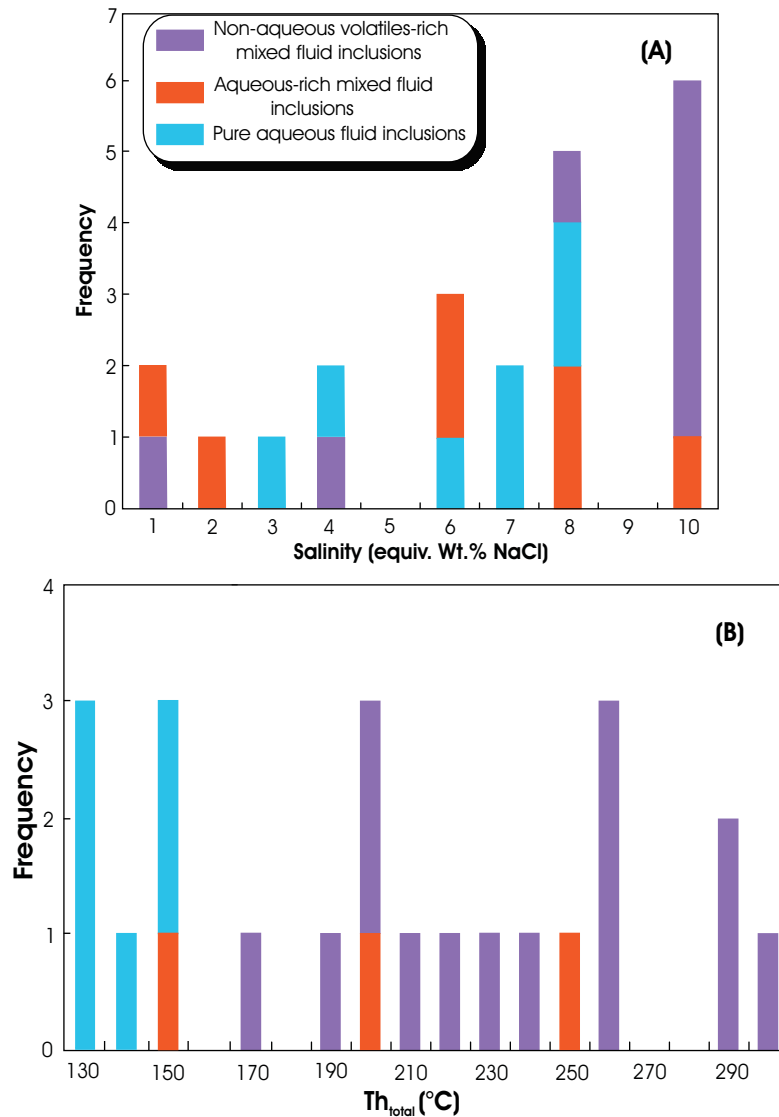 7
6
5
4
3
2
1
0
Frequency
Non-aqueous volatiles-rich
mixed fluid inclusions
Aqueous-rich mixed fluid
inclusions
Pure aqueous fluid inclusions
(A)
1 2 3 4 5 6 7 8 9 10
Salinity (equiv. Wt.% NaCl)
4
3
2
1
0
Frequency
(B)
130 150 170 190 210 230 250 270 290
Th total (°C)